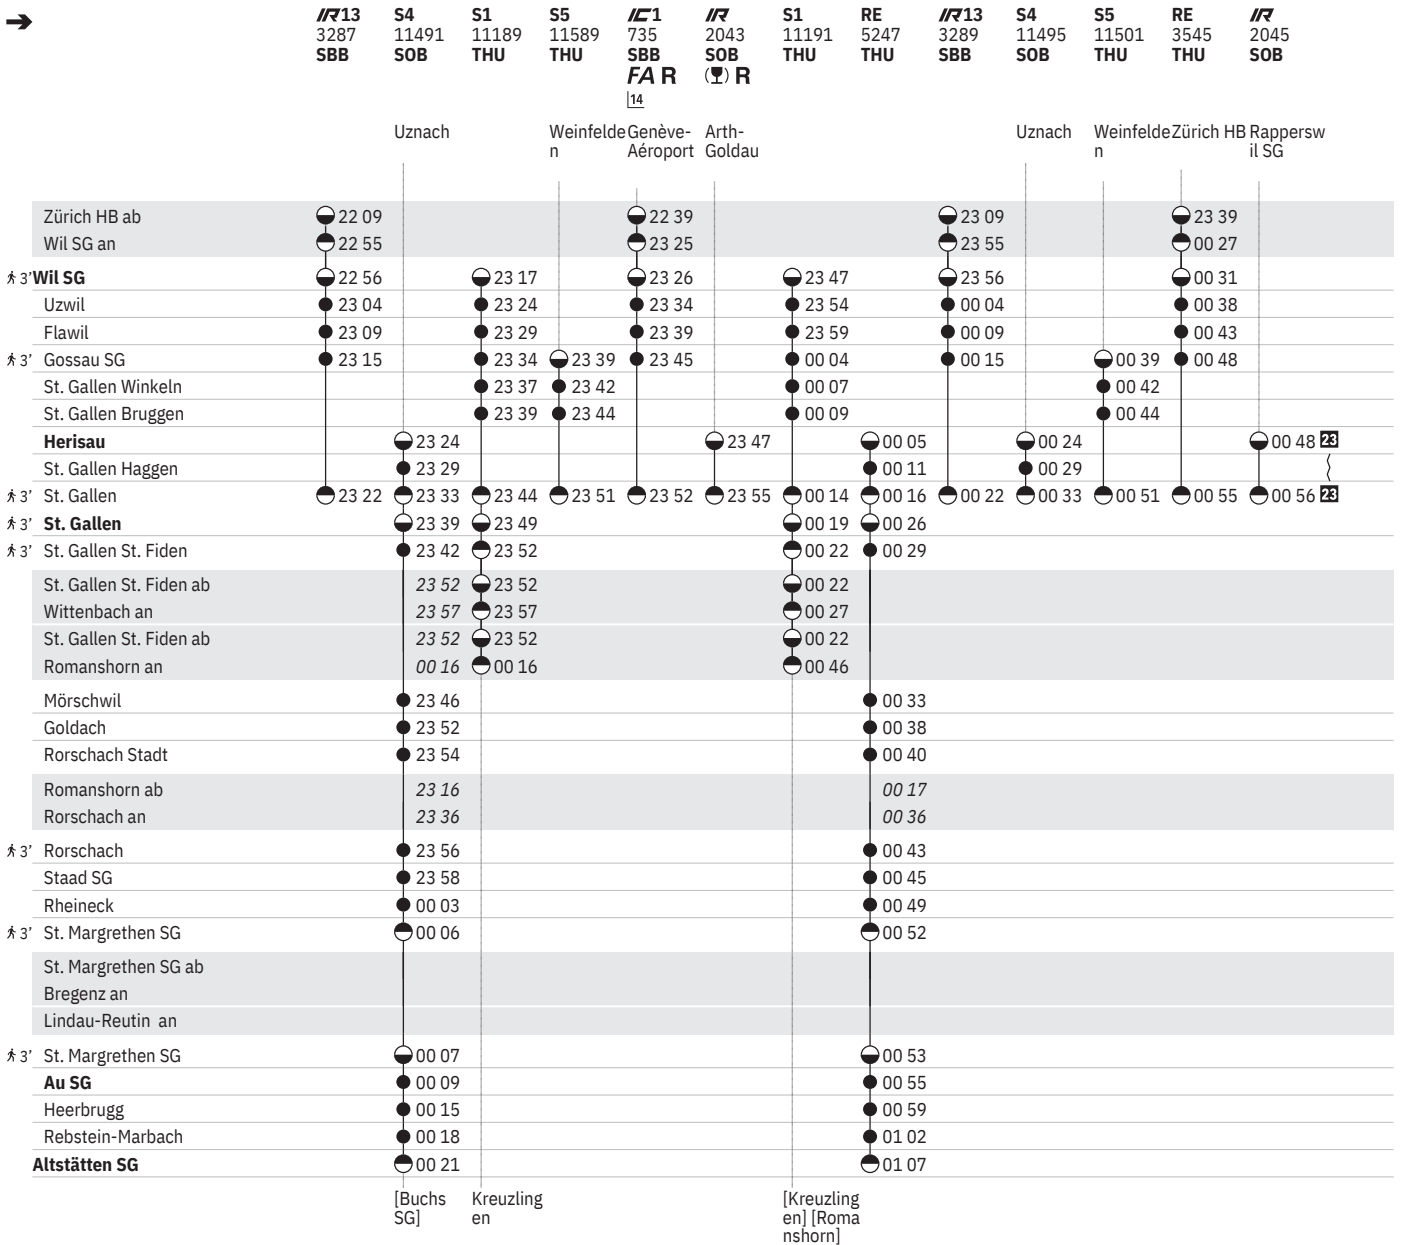 ➔ IR13 S4 S1 S5 IC1 IR S1 RE IR13 S4 S5 RE IR
3287 11491 11189 11589 735 2043 11191 5247 3289 11495 11501 3545 2045
SBB SOB THU THU SBB SOB THU THU SBB SOB THU THU SOB
FA R R
14
Uznach Weinfelde Genève- Arth- Uznach Weinfelde Zürich HB Rappersw
n Aéroport Goldau n il SG
Zürich HB ab 22 09 22 39 23 09 23 39
Wil SG an 22 55 23 25 23 55 00 27
3' Wil SG 22 56 23 17 23 26 23 47 23 56 00 31
Uzwil 23 04 23 24 23 34 23 54 00 04 00 38
Flawil 23 09 23 29 23 39 23 59 00 09 00 43
3' Gossau SG 23 15 23 34 23 39 23 45 00 04 00 15 00 39 00 48
St. Gallen Winkeln 23 37 23 42 00 07 00 42
St. Gallen Bruggen 23 39 23 44 00 09 00 44
Herisau 23 24 23 47 00 05 00 24 00 48 23
St. Gallen Haggen 23 29 00 11 00 29
3' St. Gallen 23 22 23 33 23 44 23 51 23 52 23 55 00 14 00 16 00 22 00 33 00 51 00 55 00 56 23
3' St. Gallen 23 39 23 49 00 19 00 26
3' St. Gallen St. Fiden 23 42 23 52 00 22 00 29
St. Gallen St. Fiden ab 23 52 23 52 00 22
Wittenbach an 23 57 23 57 00 27
St. Gallen St. Fiden ab 23 52 23 52 00 22
Romanshorn an 00 16 00 16 00 46
Mörschwil 23 46 00 33
Goldach 23 52 00 38
Rorschach Stadt 23 54 00 40
Romanshorn ab 23 16 00 17
Rorschach an 23 36 00 36
3' Rorschach 23 56 00 43
Staad SG 23 58 00 45
Rheineck 00 03 00 49
3' St. Margrethen SG 00 06 00 52
St. Margrethen SG ab
Bregenz an
Lindau-Reutin an
3' St. Margrethen SG 00 07 00 53
Au SG 00 09 00 55
Heerbrugg 00 15 00 59
Rebstein-Marbach 00 18 01 02
Altstätten SG 00 21 01 07
[Buchs Kreuzling [Kreuzling
SG] en en] [Roma
nshorn]